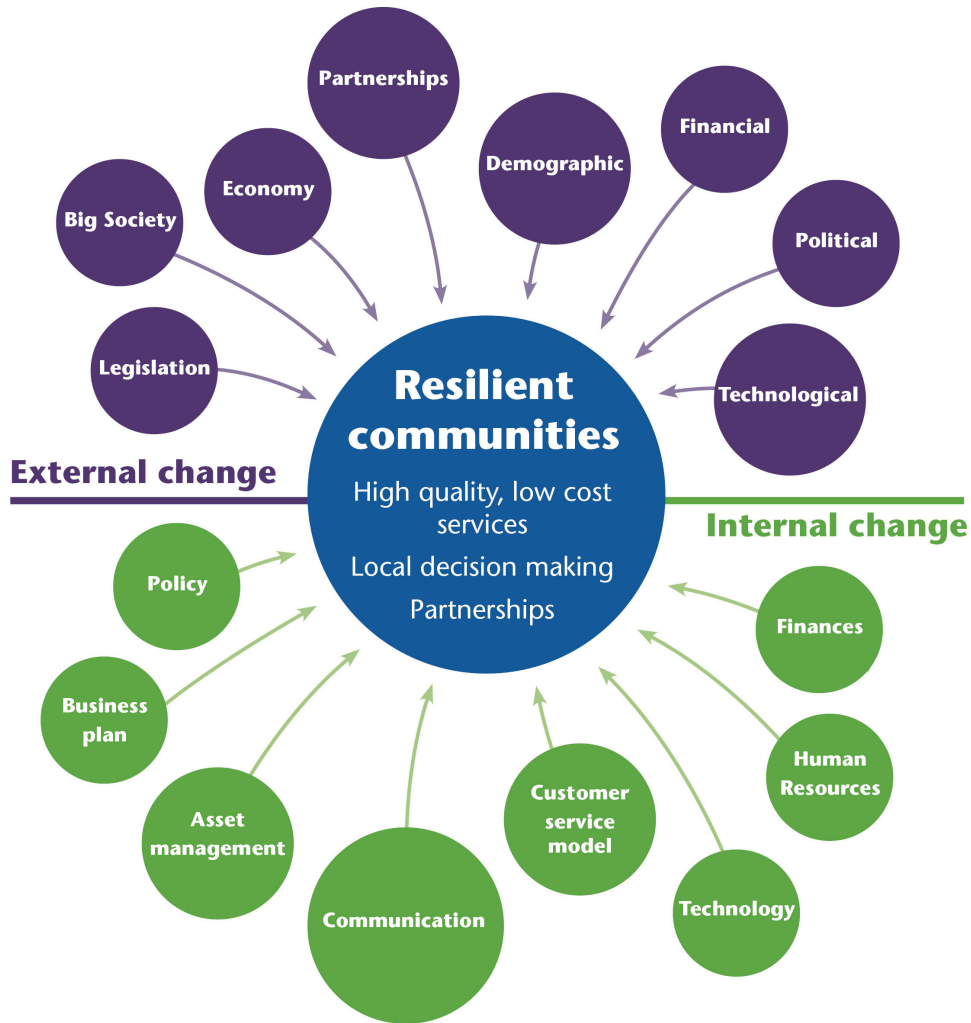 Partnerships
Financial
Demographic
Economy
Big Society
Political
Legislation
Technological
Resilient
communities
High quality, low cost
services
Local decision making
Partnerships
External change
Internal change
Policy
Finances
Business
plan
Human
Resources
Asset
management
Customer
service
model
Communication
Technology